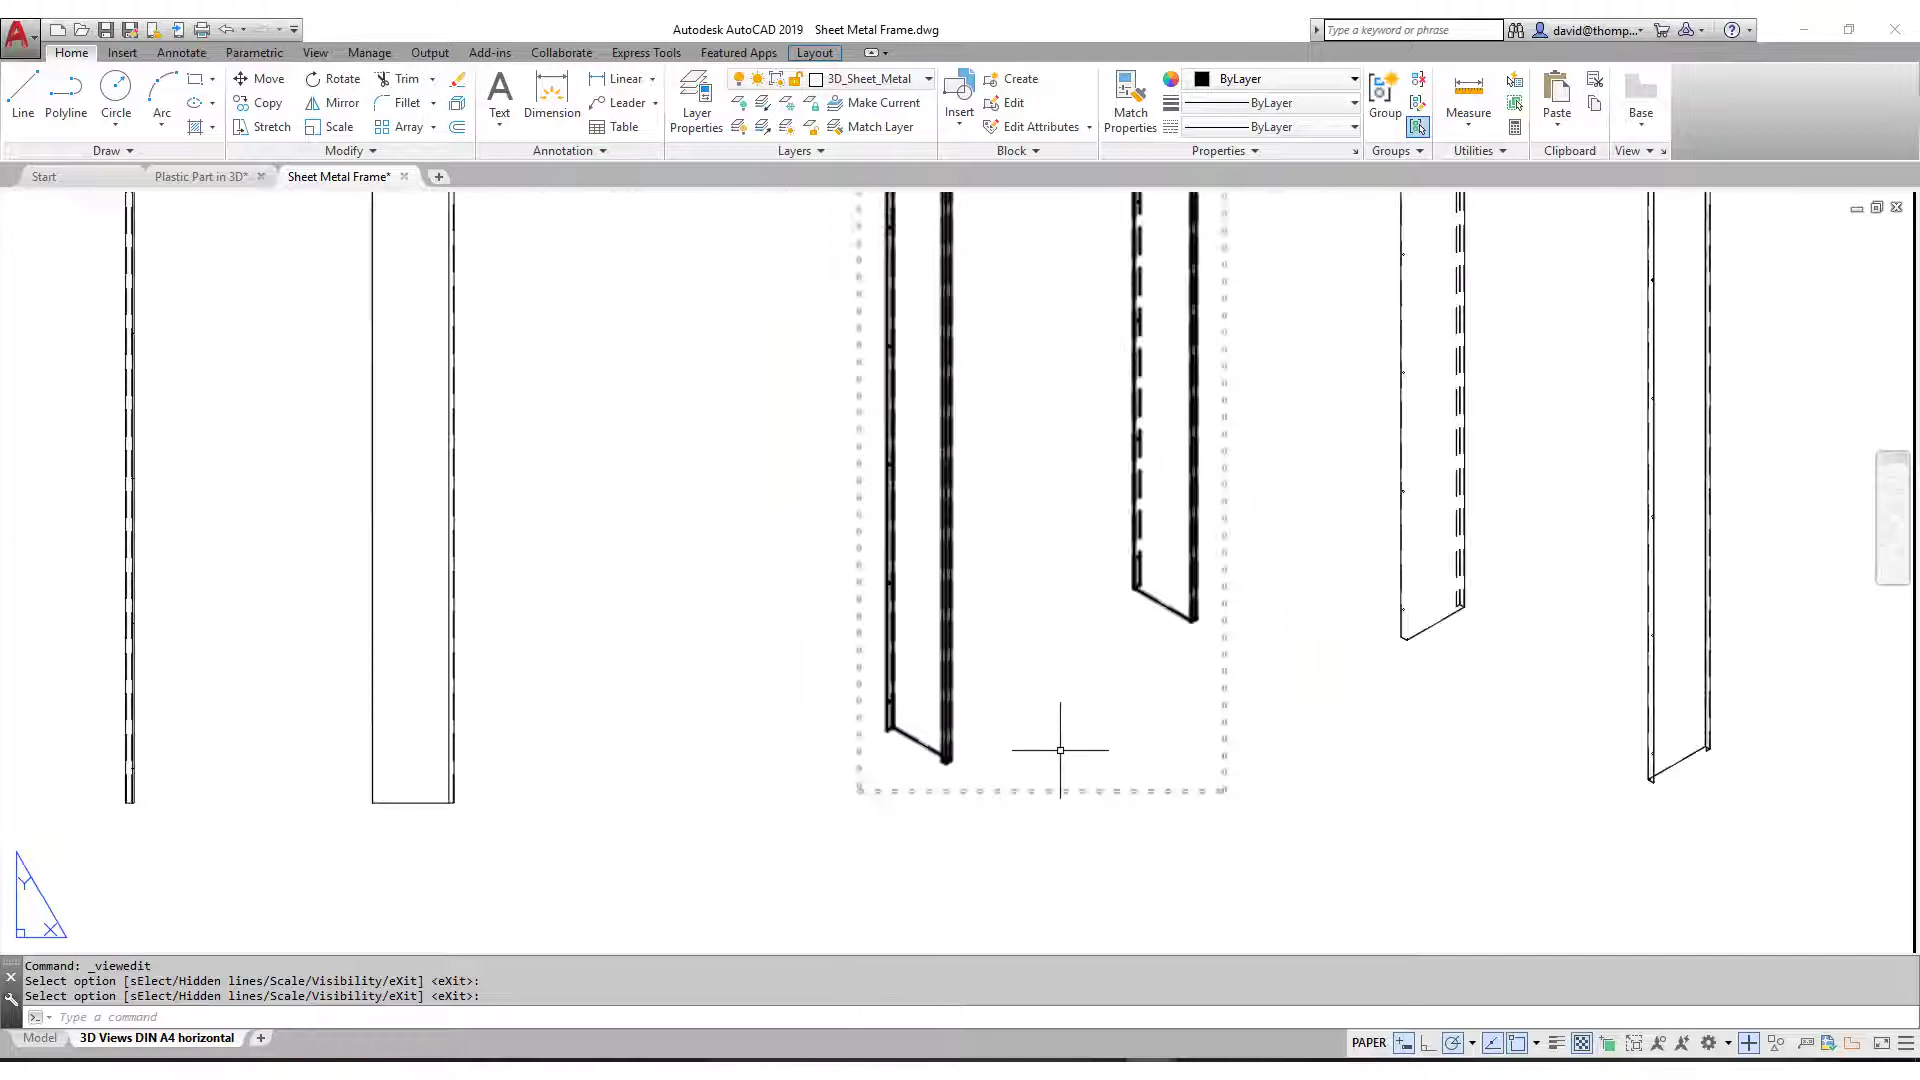 Autodesk AutoCAD 2019 Sheet Metal Frame.dwg
Type a keyword or phrase
david@thomp...
Home Insert Annotate Parametric View Manage Output Add-ins Collaborate Express Tools Featured Apps Layout
Line Polyline Circle Arc
Move Rotate Trim
Copy Mirror Fillet
Stretch Scale Array
Text Dimension
Linear
Leader
Table
Layer Properties
3D_Sheet_Metal
Make Current
Match Layer
Insert
Create
Edit
Edit Attributes
Match Properties
ByLayer
ByLayer
ByLayer
Group
Measure
Paste
Base
Draw Modify Annotation Layers Block Properties Groups Utilities Clipboard View
Start Plastic Part in 3D* Sheet Metal Frame*
Y
X
Command: _viewedit
Select option [sElect/Hidden lines/Scale/Visibility/eXit] <eXit>:
Select option [sElect/Hidden lines/Scale/Visibility/eXit] <eXit>:
Type a command
Model 3D Views DIN A4 horizontal
PAPER